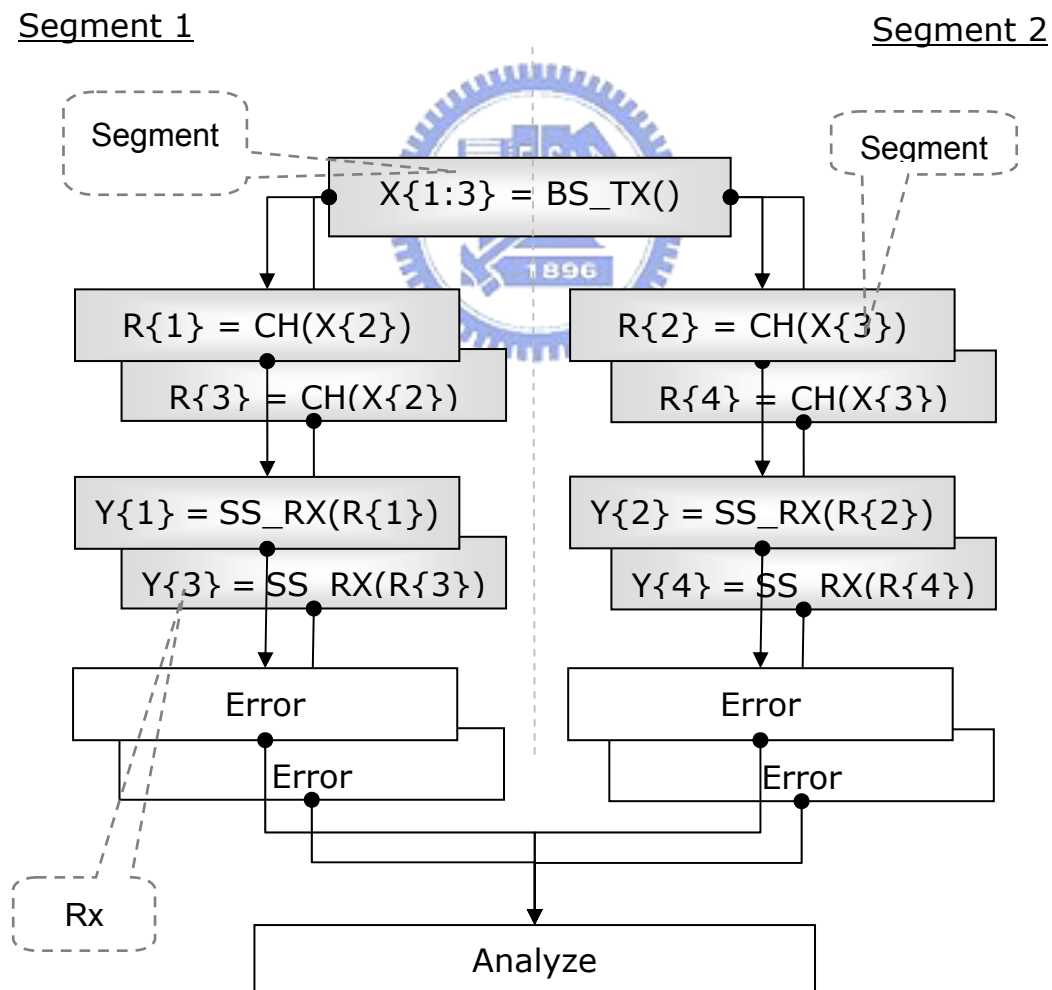 Segment 1
Segment 2
Segment
Segment
X{1:3} = BS_TX()
1896
R{1} = CH(X{2})
R{2} = CH(X{3})
R{3} = CH(X{2})
R{4} = CH(X{3})
Y{1} = SS_RX(R{1})
Y{2} = SS_RX(R{2})
Y{3} = SS_RX(R{3})
Y{4} = SS_RX(R{4})
Error
Error
Error
Error
Rx
Analyze